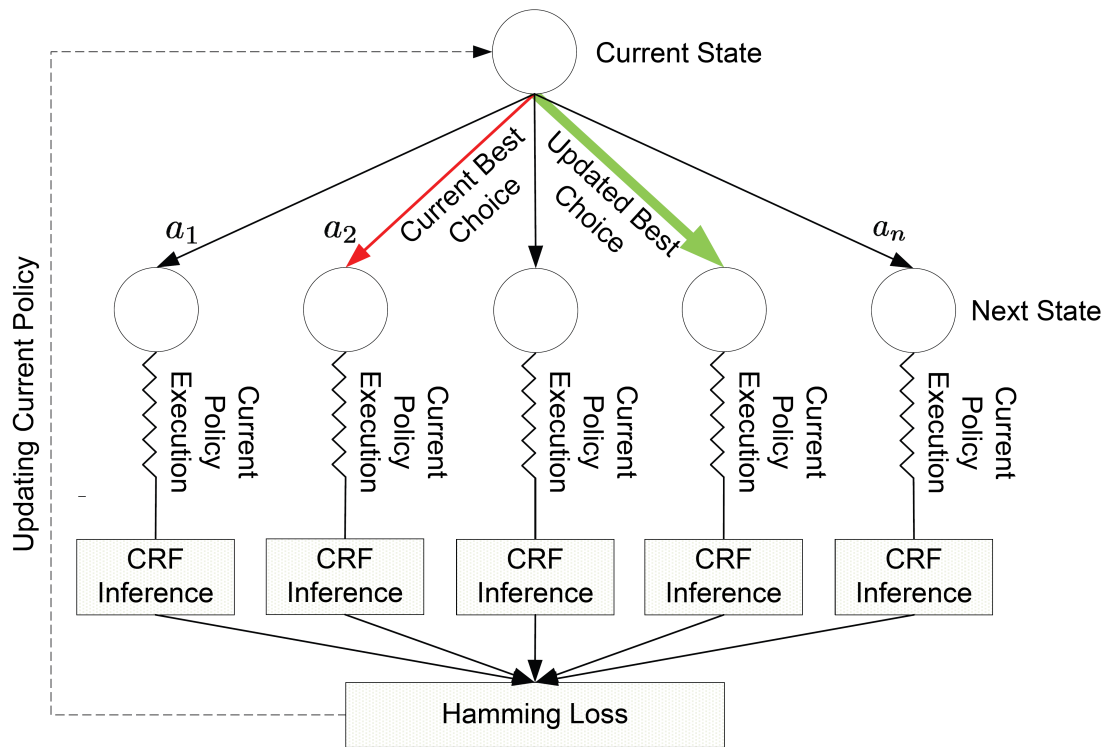 Current State
Current Best
Choice
Updated Best
Choice
a1
a2
an
Next State
Updating Current Policy
Current
Policy
Execution
Current
Policy
Execution
Current
Policy
Execution
Current
Policy
Execution
Current
Policy
Execution
CRF
Inference
CRF
Inference
CRF
Inference
CRF
Inference
CRF
Inference
Hamming Loss